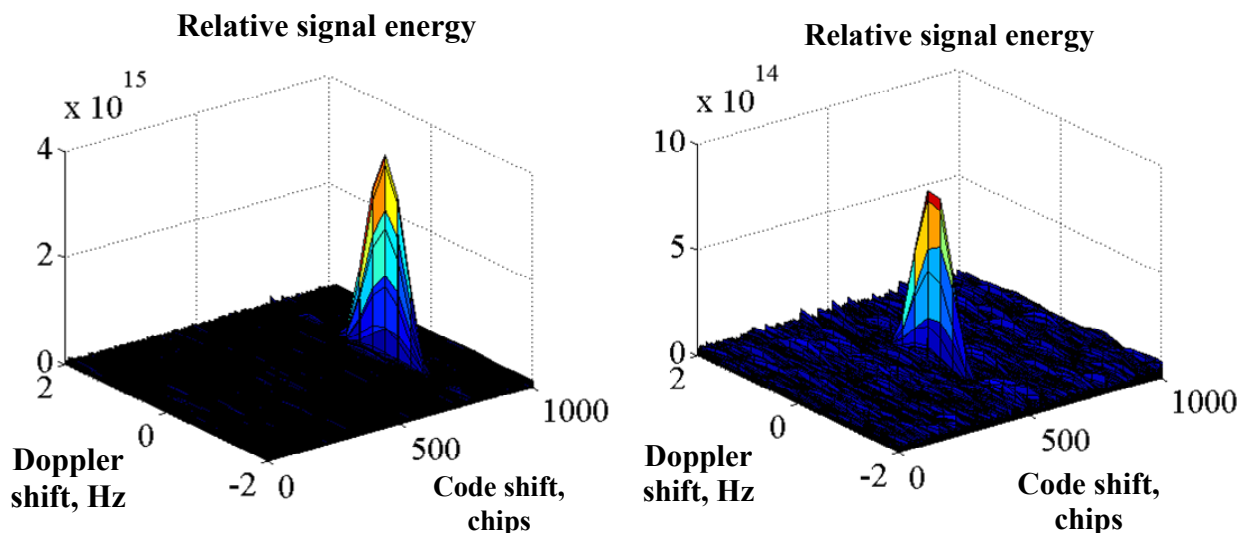 Relative signal energy
x 10 15
4
2
0
2
0
-2
0
500
1000
Doppler
shift, Hz
Code shift,
chips
Relative signal energy
x 10 14
10
5
0
2
0
-2
0
500
1000
Doppler
shift, Hz
Code shift,
chips